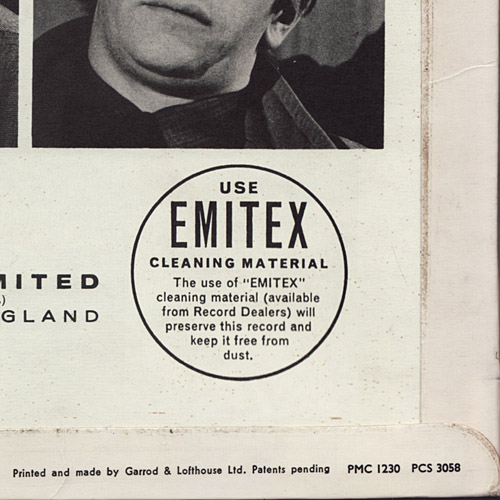 USE
EMITEX
CLEANING MATERIAL
The use of "EMITEX"
cleaning material (available
from Record Dealers) will
preserve this record and
keep it free from
dust.
MITED
)
GLAND
Printed and made by Garrod & Lofthouse Ltd. Patents pending PMC 1230 PCS 3058